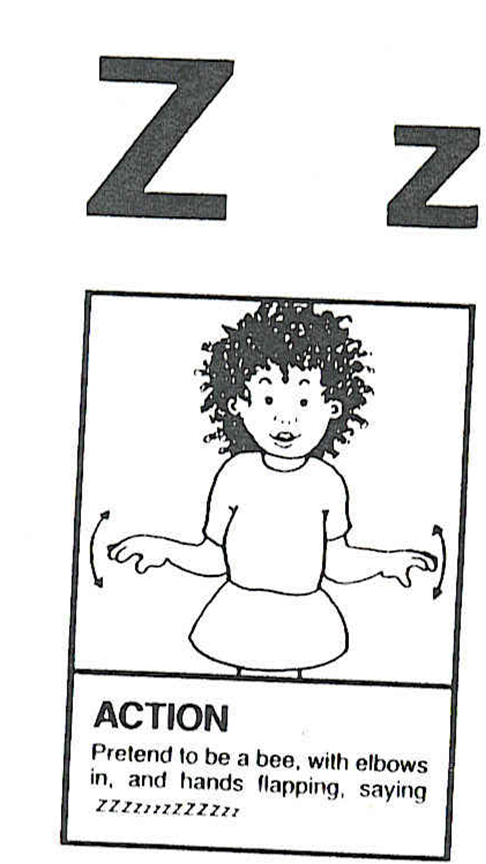 Z z
ACTION
Pretend to be a bee, with elbows
in, and hands flapping, saying
ZZZzzzzZZZzzz